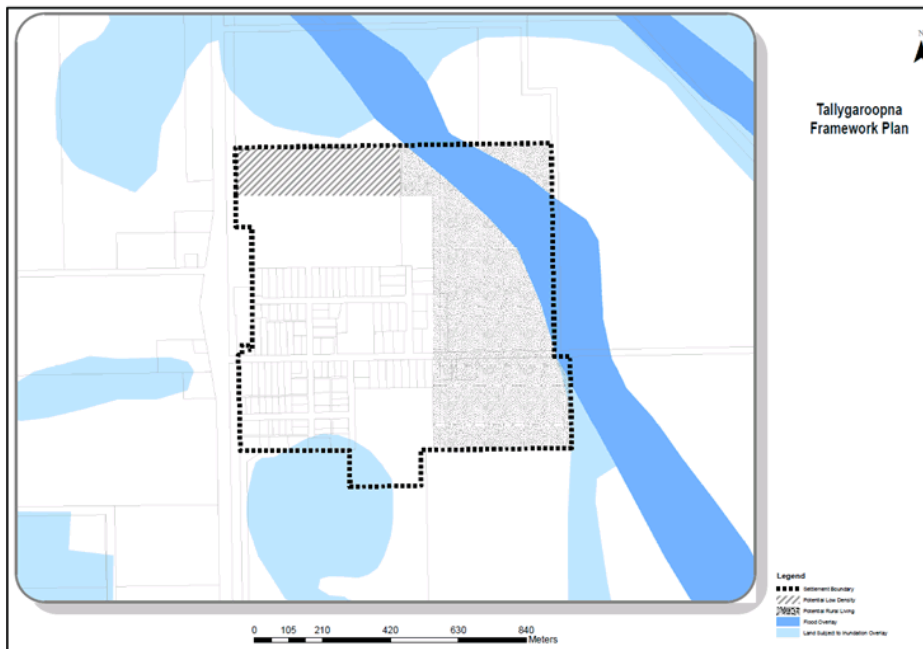 N
Tallygaroopna
Framework Plan
Legend
Settlement Boundary
Potential Low Density
Potential Rural Living
Flood Overlay
Land Subject to Inundation Overlay
0 105 210 420 630 840
Meters